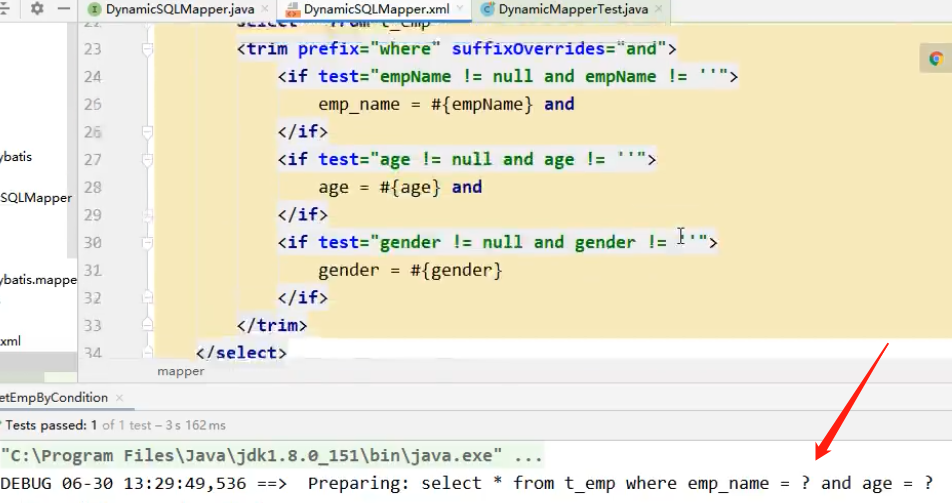 DynamicSQLMapper.java × DynamicSQLMapper.xml × DynamicMapperTest.java ×
22 select * from t_emp
23 <trim prefix="where" suffixOverrides="and">
24 <if test="empName != null and empName != ''">
25 emp_name = #{empName} and
26 </if>
27 <if test="age != null and age != ''">
28 age = #{age} and
29 </if>
30 <if test="gender != null and gender != ''">
31 gender = #{gender}
32 </if>
33 </trim>
34 </select>
ybatis
SQLMapper
ybatis.mappe
xml
mapper
etEmpByCondition ×
Tests passed: 1 of 1 test – 3 s 162 ms
"C:\Program Files\Java\jdk1.8.0_151\bin\java.exe" ...
DEBUG 06-30 13:29:49,536 ==> Preparing: select * from t_emp where emp_name = ? and age = ?